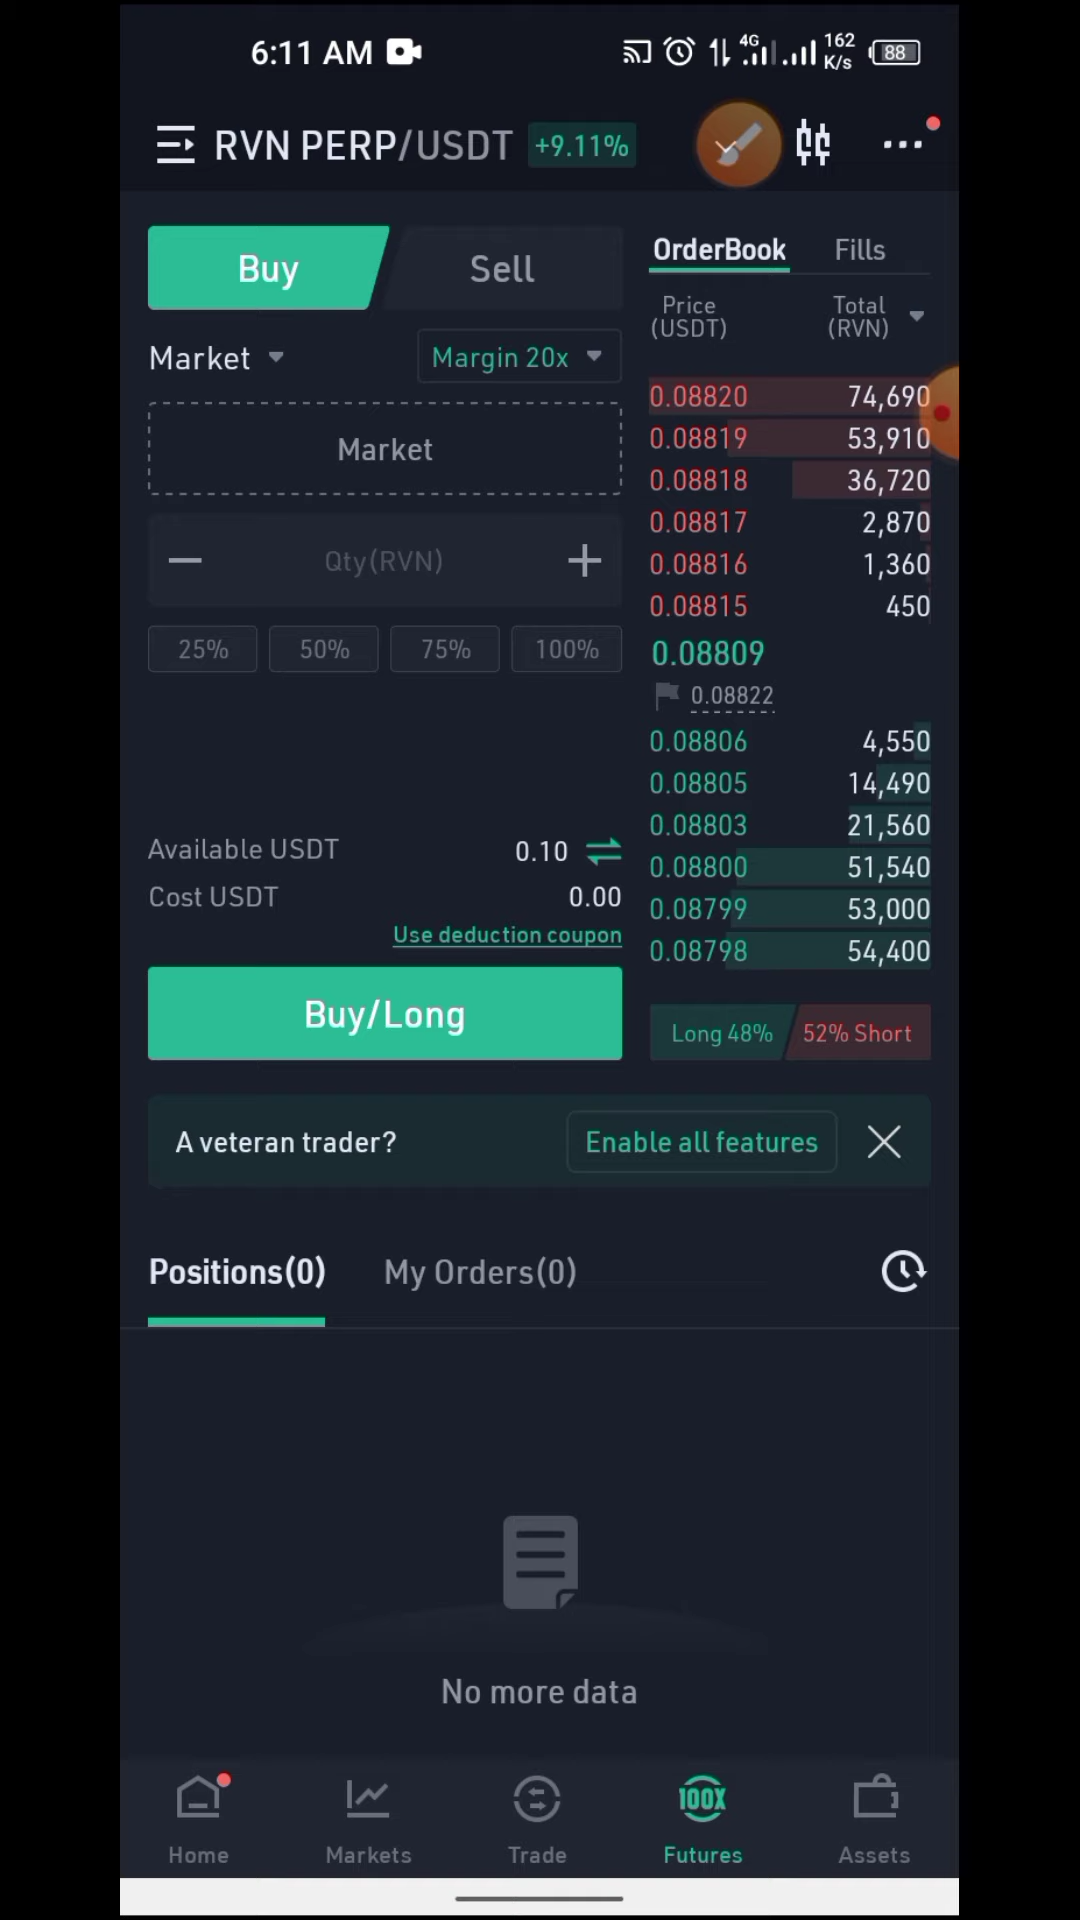 6:11 AM
4G
162
K/s
88
RVN PERP/USDT +9.11%
Buy
Sell
Market
Margin 20x
Market
Qty(RVN)
25% 50% 75% 100%
Available USDT 0.10
Cost USDT 0.00
Use deduction coupon
Buy/Long
OrderBook Fills
Price Total
(USDT) (RVN)
0.08820 74,690
0.08819 53,910
0.08818 36,720
0.08817 2,870
0.08816 1,360
0.08815 450
0.08809
0.08822
0.08806 4,550
0.08805 14,490
0.08803 21,560
0.08800 51,540
0.08799 53,000
0.08798 54,400
Long 48% 52% Short
A veteran trader? Enable all features
Positions(0) My Orders(0)
No more data
100X
Home Markets Trade Futures Assets